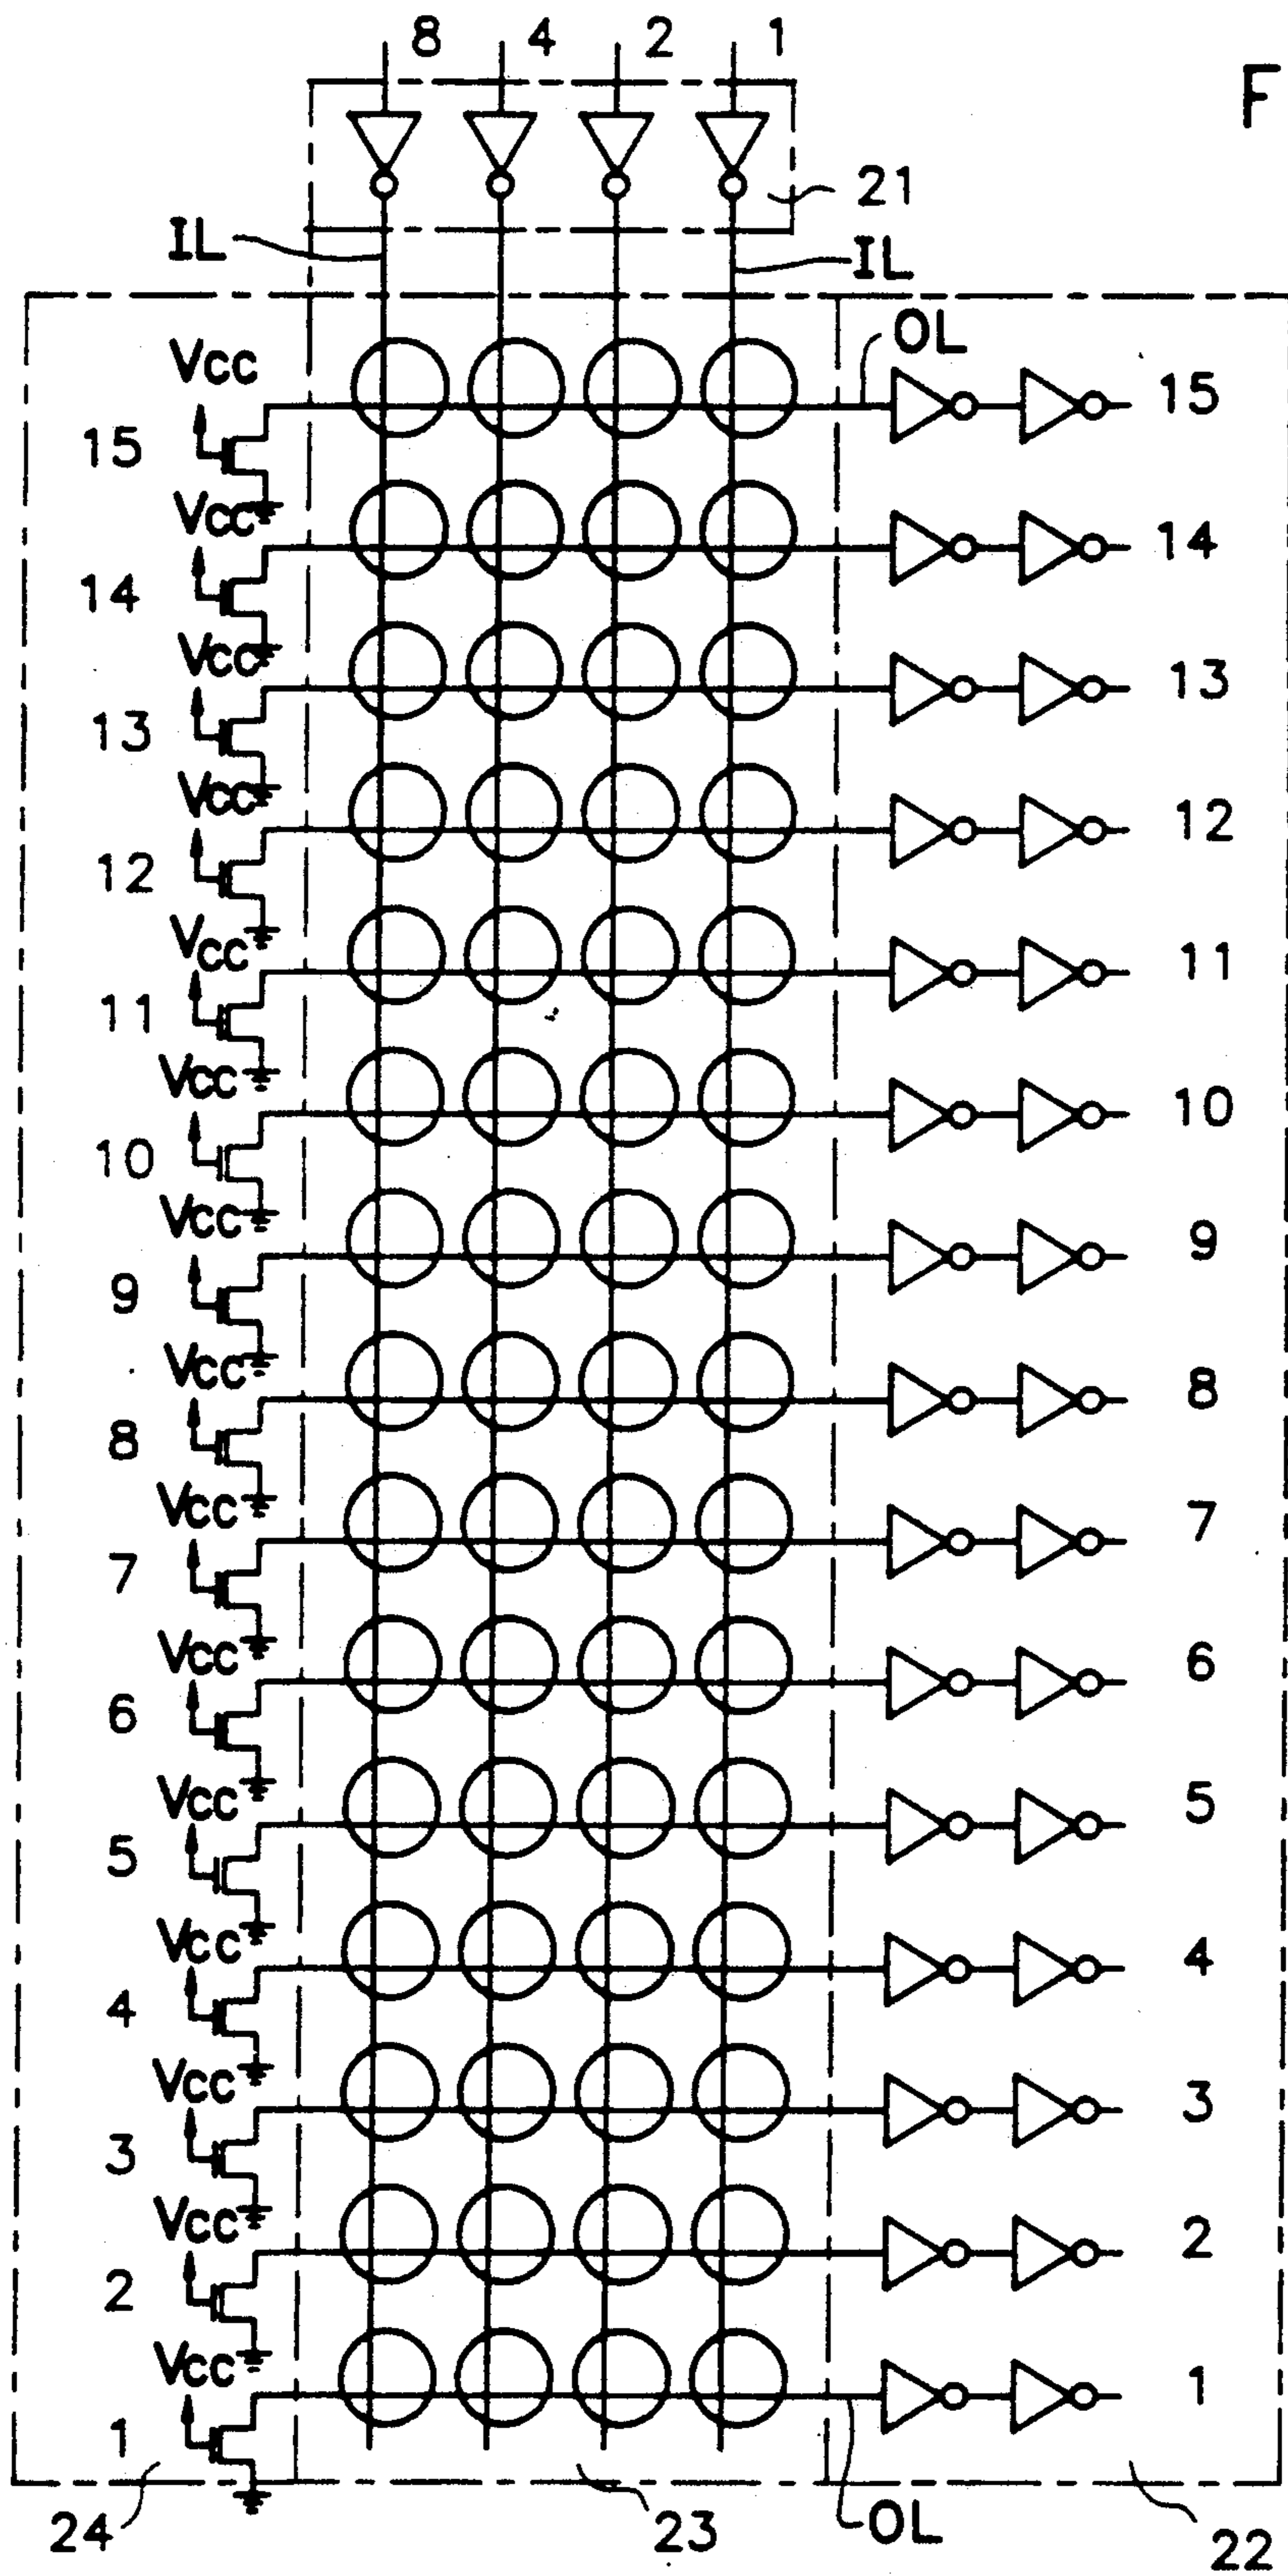 8 4 2 1
F
21
IL IL
OL
VCC
15 15
VCC
14 14
VCC
13 13
VCC
12 12
VCC
11 11
VCC
10 10
VCC
9 9
VCC
8 8
VCC
7 7
VCC
6 6
VCC
5 5
VCC
4 4
VCC
3 3
VCC
2 2
VCC
1 1
24 23 OL 22